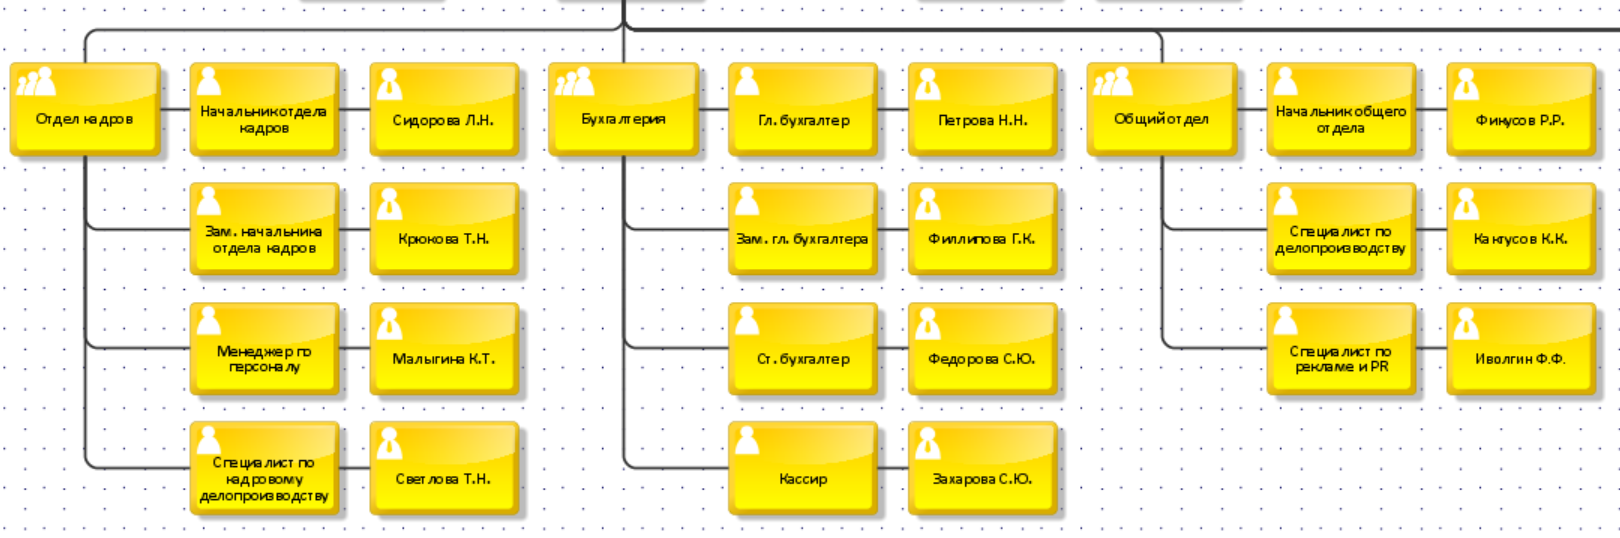 Отдел кадров
Начальник отдела
кадров
Сидорова Л.Н.
Зам. начальника
отдела кадров
Крюкова Т.Н.
Менеджер по
персоналу
Малыгина К.Т.
Специалист по
кадровому
делопроизводству
Светлова Т.Н.
Бухгалтерия
Гл. бухгалтер
Петрова Н.Н.
Зам. гл. бухгалтера
Филлипова Г.К.
Ст. бухгалтер
Федорова С.Ю.
Кассир
Захарова С.Ю.
Общий отдел
Начальник общего
отдела
Фикусов Р.Р.
Специалист по
делопроизводству
Кактусов К.К.
Специалист по
рекламе и PR
Иволгин Ф.Ф.